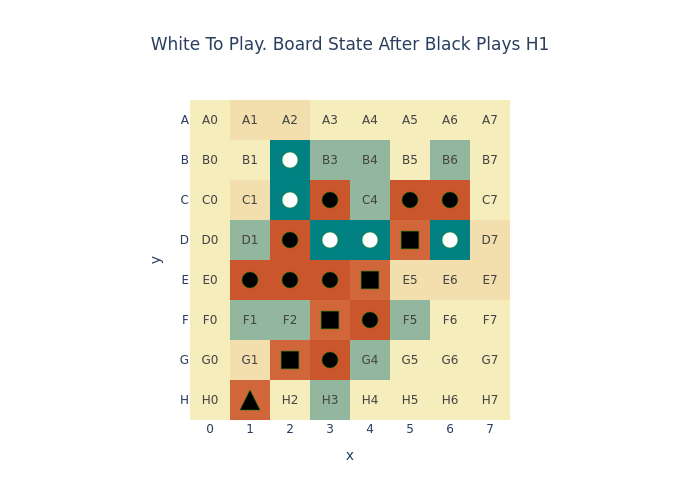 White To Play. Board State After Black Plays H1
A A0 A1 A2 A3 A4 A5 A6 A7
B B0 B1 B3 B4 B5 B6 B7
C C0 C1 C4 C7
D D0 D1 D7
E E0 E5 E6 E7
F F0 F1 F2 F5 F6 F7
G G0 G1 G4 G5 G6 G7
H H0 H2 H3 H4 H5 H6 H7
0 1 2 3 4 5 6 7
x
y